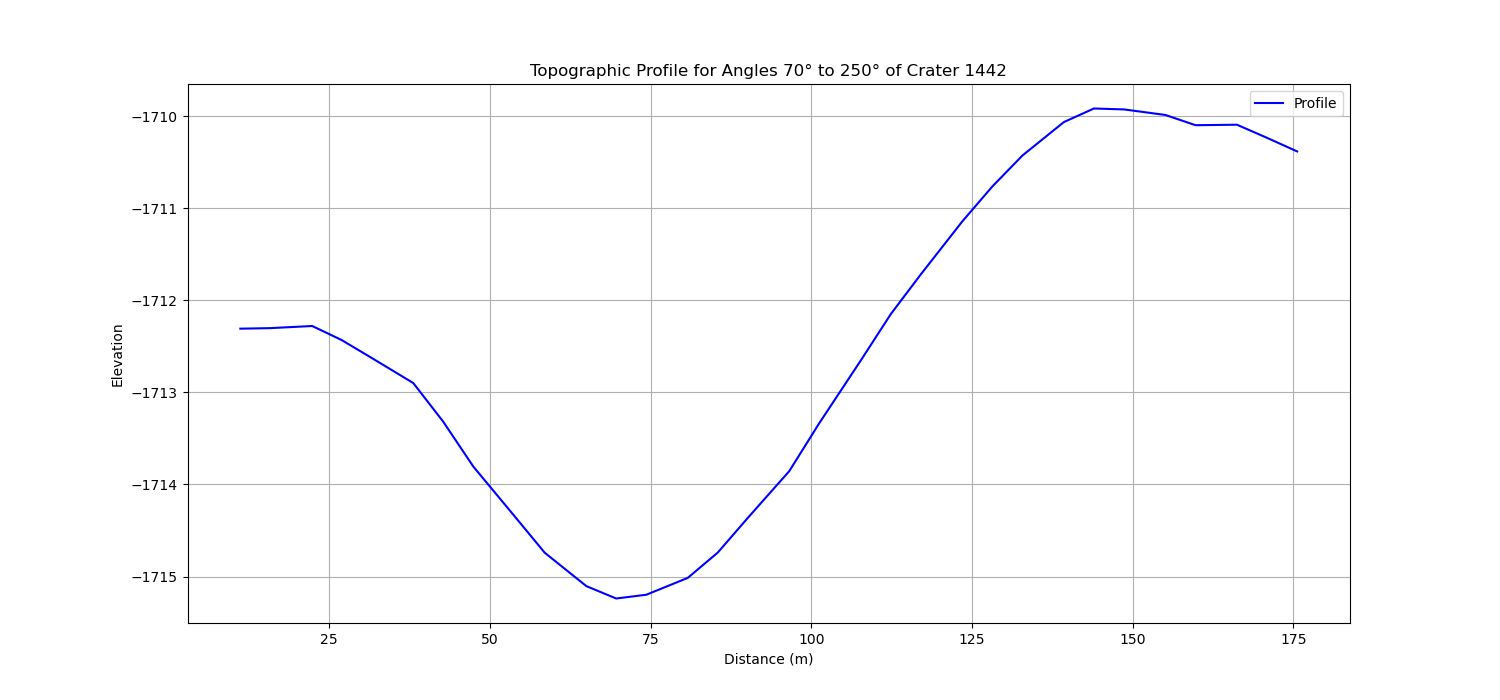 Topographic Profile for Angles 70° to 250° of Crater 1442
Profile
−1710
−1711
−1712
−1713
−1714
−1715
Elevation
25 50 75 100 125 150 175
Distance (m)